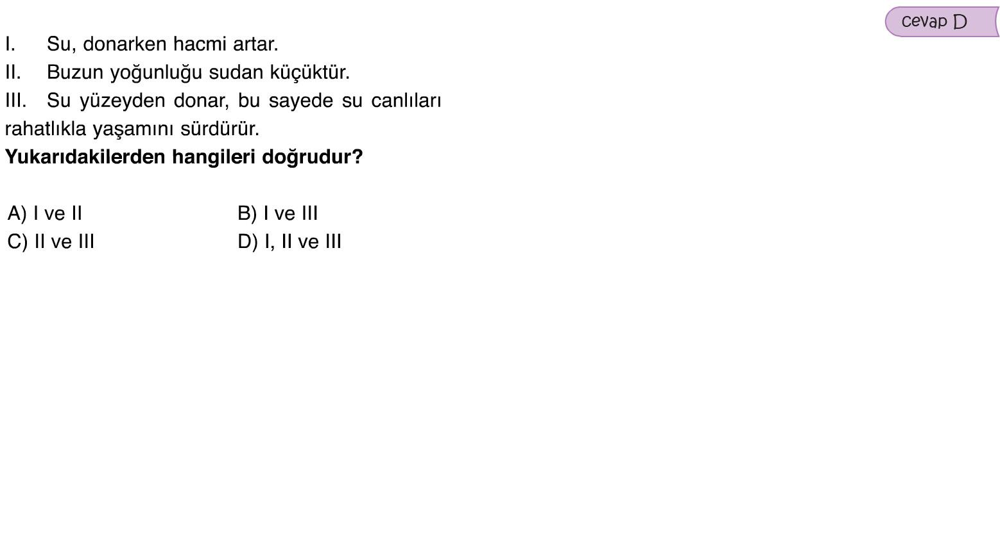 cevap D
I. Su, donarken hacmi artar.
II. Buzun yoğunluğu sudan küçüktür.
III. Su yüzeyden donar, bu sayede su canlıları
rahatlıkla yaşamını sürdürür.
Yukarıdakilerden hangileri doğrudur?
A) I ve II B) I ve III
C) II ve III D) I, II ve III